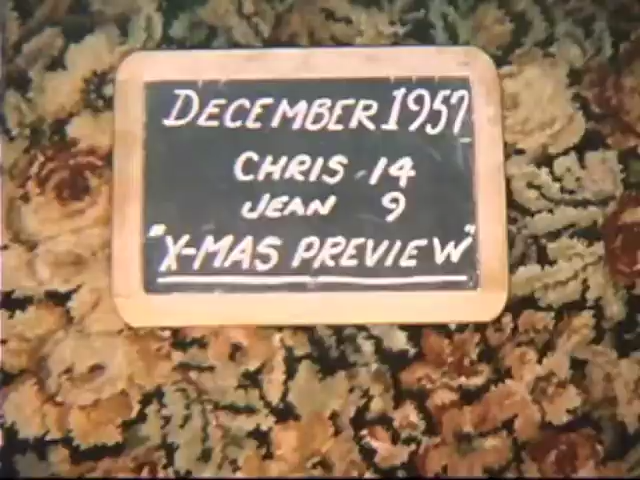 DECEMBER 1957
CHRIS - 14
JEAN 9
"X-MAS PREVIEW"